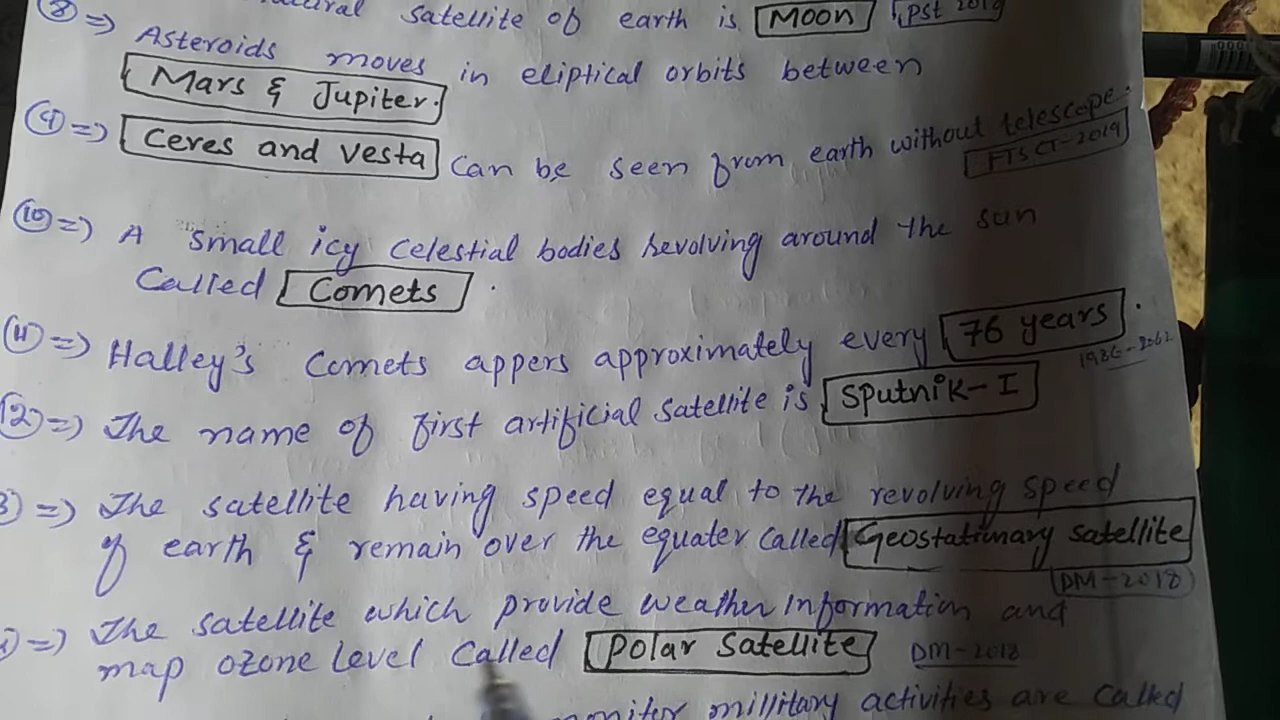 satellite of earth is Moon Pst 2019
⑧ => Asteroids moves in eliptical orbits between
Mars & Jupiter.
⑨ => Ceres and Vesta can be seen from earth without telescope.
FTSCT-2019
⑩ => A small icy celestial bodies revolving around the sun
Called Comets .
⑪ => Halley's Comets appers approximately every 76 years .
1986-2062
⑫ => The name of first artificial satellite is Sputnik-I
=> The satellite having speed equal to the revolving speed
of earth & remain over the equater called Geostationary satellite
DM-2018
=> The satellite which provide weather information and
map ozone level called Polar Satellite DM-2018
millitary activities are called